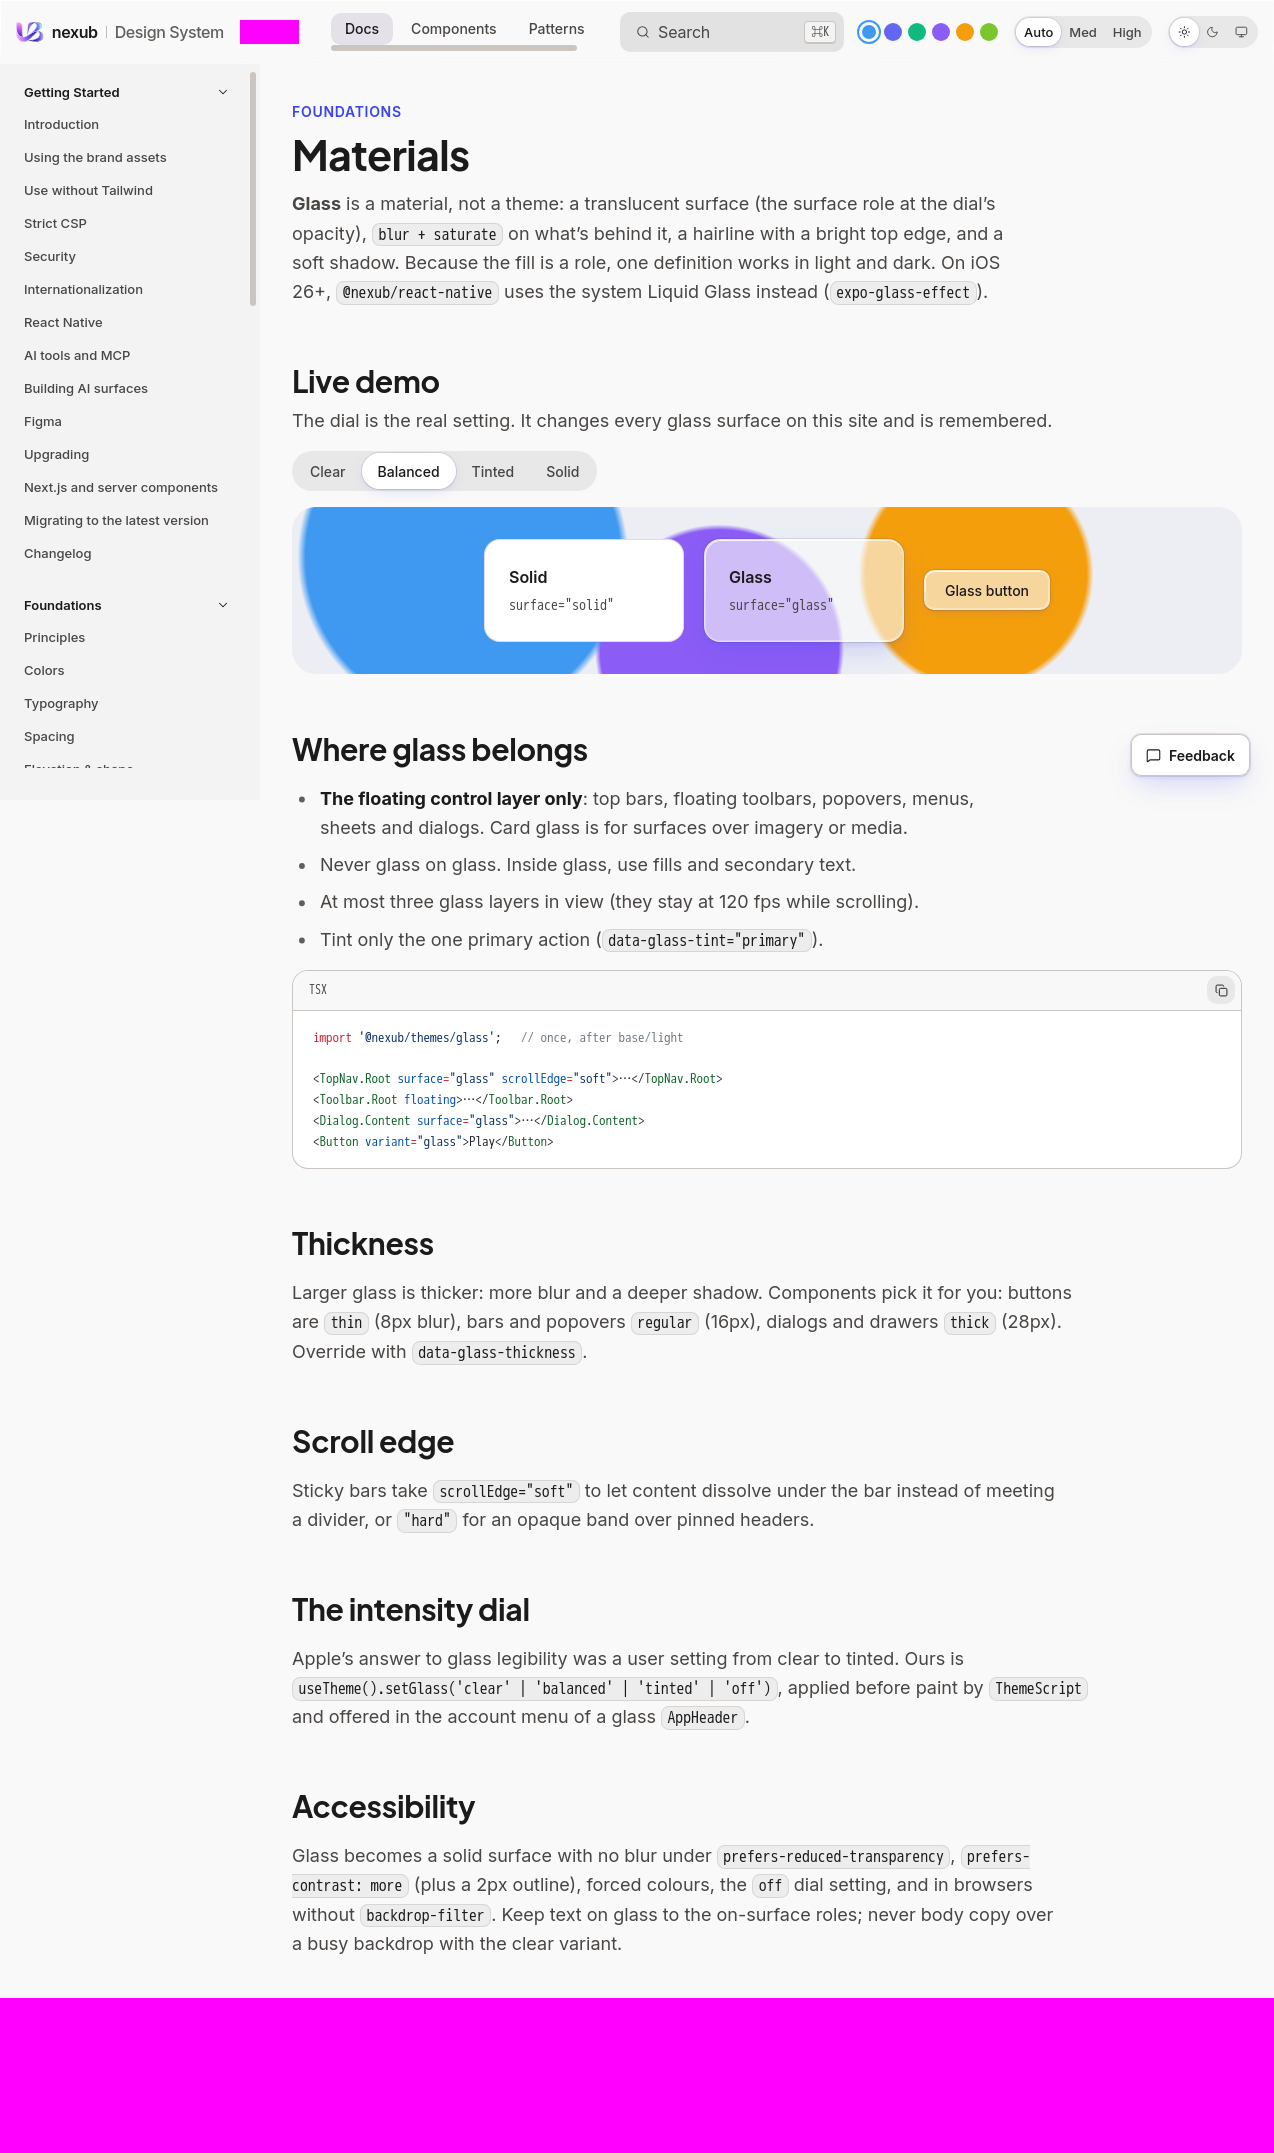 nexub | Design System
Docs
Components
Patterns
Search
⌘K
Auto
Med
High
Getting Started
Introduction
Using the brand assets
Use without Tailwind
Strict CSP
Security
Internationalization
React Native
AI tools and MCP
Building AI surfaces
Figma
Upgrading
Next.js and server components
Migrating to the latest version
Changelog
Foundations
Principles
Colors
Typography
Spacing
FOUNDATIONS
Materials
Glass is a material, not a theme: a translucent surface (the surface role at the dial’s
opacity), blur + saturate on what’s behind it, a hairline with a bright top edge, and a
soft shadow. Because the fill is a role, one definition works in light and dark. On iOS
26+, @nexub/react-native uses the system Liquid Glass instead (expo-glass-effect).
Live demo
The dial is the real setting. It changes every glass surface on this site and is remembered.
Clear
Balanced
Tinted
Solid
Solid
surface="solid"
Glass
surface="glass"
Glass button
Where glass belongs
Feedback
• The floating control layer only: top bars, floating toolbars, popovers, menus,
sheets and dialogs. Card glass is for surfaces over imagery or media.
• Never glass on glass. Inside glass, use fills and secondary text.
• At most three glass layers in view (they stay at 120 fps while scrolling).
• Tint only the one primary action (data-glass-tint="primary").
TSX
import '@nexub/themes/glass';   // once, after base/light
<TopNav.Root surface="glass" scrollEdge="soft">…</TopNav.Root>
<Toolbar.Root floating>…</Toolbar.Root>
<Dialog.Content surface="glass">…</Dialog.Content>
<Button variant="glass">Play</Button>
Thickness
Larger glass is thicker: more blur and a deeper shadow. Components pick it for you: buttons
are thin (8px blur), bars and popovers regular (16px), dialogs and drawers thick (28px).
Override with data-glass-thickness.
Scroll edge
Sticky bars take scrollEdge="soft" to let content dissolve under the bar instead of meeting
a divider, or "hard" for an opaque band over pinned headers.
The intensity dial
Apple’s answer to glass legibility was a user setting from clear to tinted. Ours is
useTheme().setGlass('clear' | 'balanced' | 'tinted' | 'off'), applied before paint by ThemeScript
and offered in the account menu of a glass AppHeader.
Accessibility
Glass becomes a solid surface with no blur under prefers-reduced-transparency, prefers-
contrast: more (plus a 2px outline), forced colours, the off dial setting, and in browsers
without backdrop-filter. Keep text on glass to the on-surface roles; never body copy over
a busy backdrop with the clear variant.